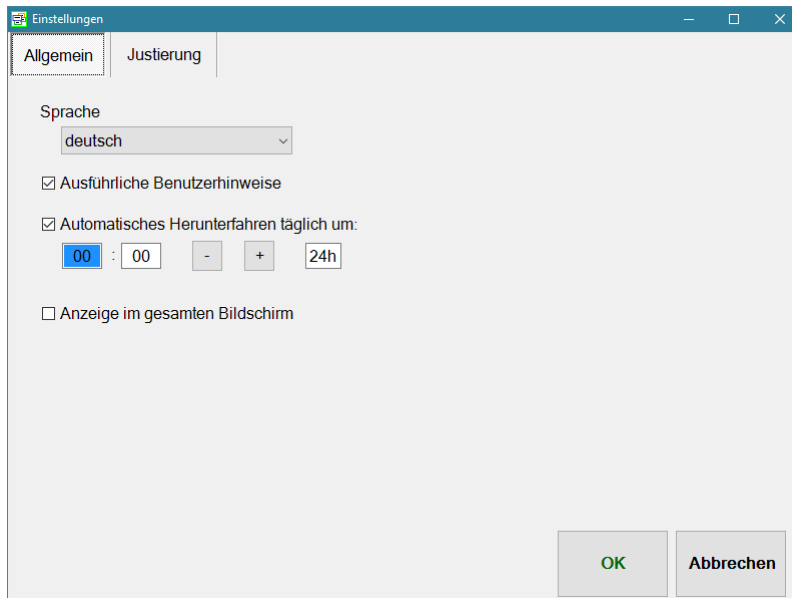 Einstellungen
Allgemein Justierung
Sprache
deutsch
Ausführliche Benutzerhinweise
Automatisches Herunterfahren täglich um:
00 : 00 - + 24h
Anzeige im gesamten Bildschirm
OK Abbrechen